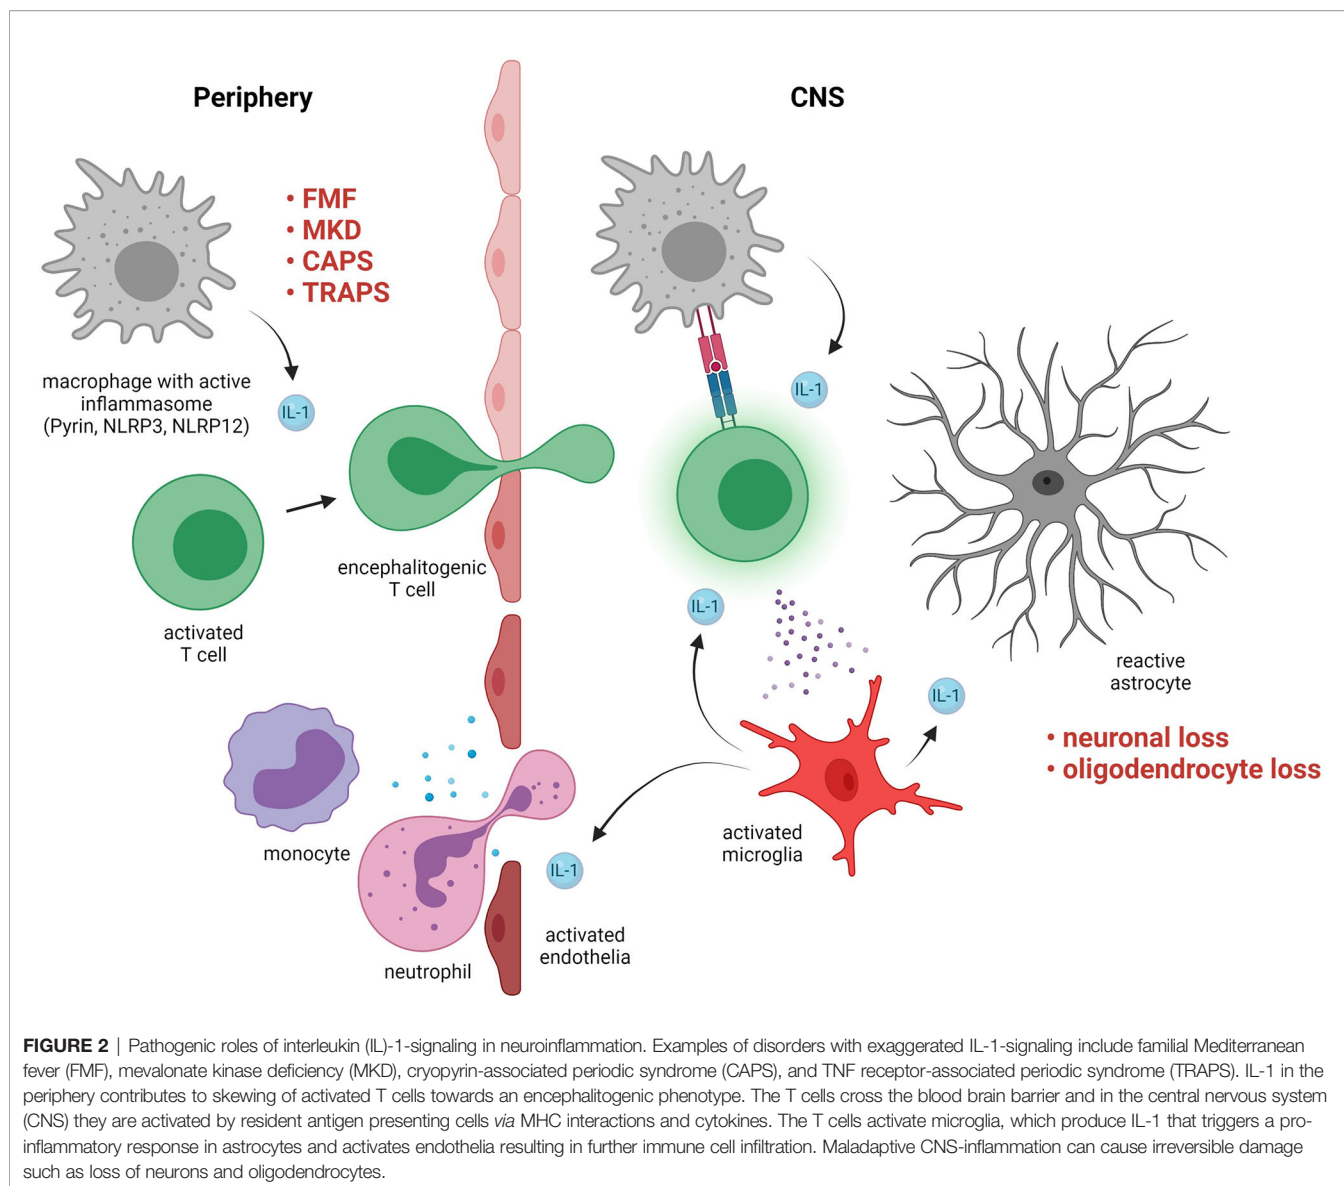 Periphery
CNS
• FMF
• MKD
• CAPS
• TRAPS
macrophage with active
inflammasome
(Pyrin, NLRP3, NLRP12)
IL-1
IL-1
encephalitogenic
T cell
activated
T cell
IL-1
reactive
astrocyte
IL-1
• neuronal loss
• oligodendrocyte loss
monocyte
activated
microglia
IL-1
activated
endothelia
neutrophil
FIGURE 2 | Pathogenic roles of interleukin (IL)-1-signaling in neuroinflammation. Examples of disorders with exaggerated IL-1-signaling include familial Mediterranean
fever (FMF), mevalonate kinase deficiency (MKD), cryopyrin-associated periodic syndrome (CAPS), and TNF receptor-associated periodic syndrome (TRAPS). IL-1 in the
periphery contributes to skewing of activated T cells towards an encephalitogenic phenotype. The T cells cross the blood brain barrier and in the central nervous system
(CNS) they are activated by resident antigen presenting cells via MHC interactions and cytokines. The T cells activate microglia, which produce IL-1 that triggers a pro-
inflammatory response in astrocytes and activates endothelia resulting in further immune cell infiltration. Maladaptive CNS-inflammation can cause irreversible damage
such as loss of neurons and oligodendrocytes.